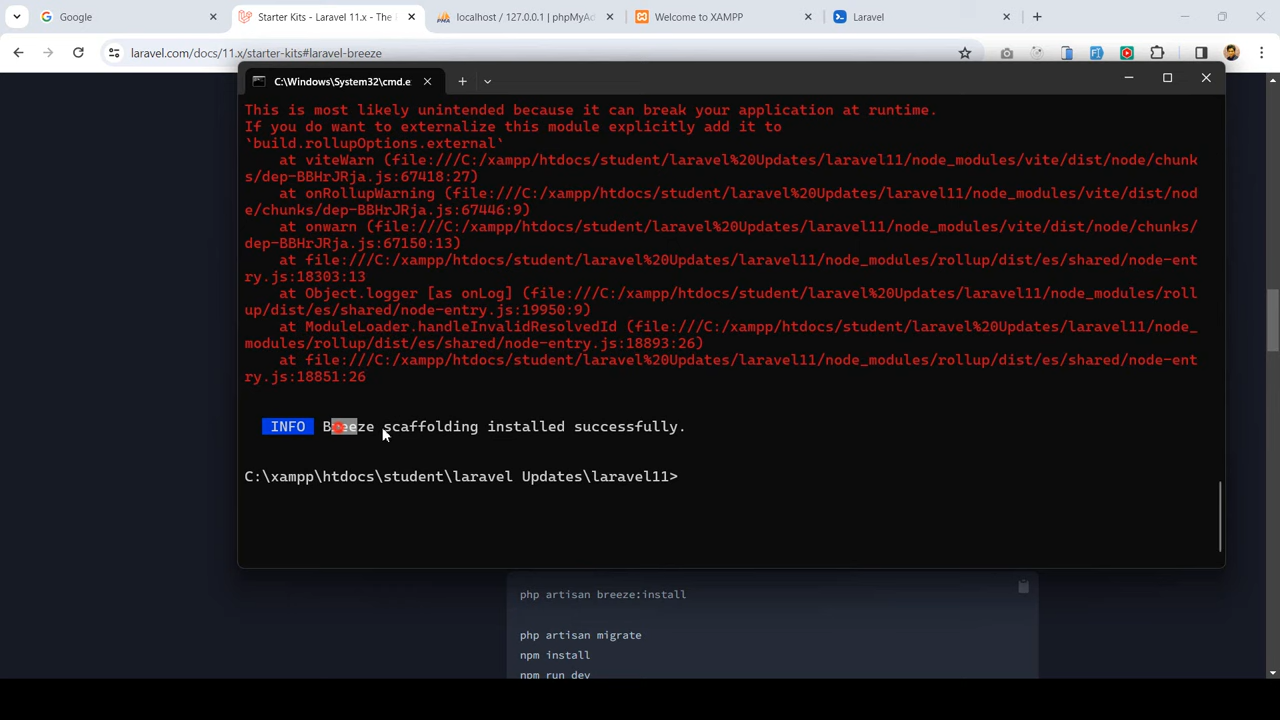 Google
Starter Kits - Laravel 11.x - The
localhost / 127.0.0.1 | phpMyAd
Welcome to XAMPP
Laravel
laravel.com/docs/11.x/starter-kits#laravel-breeze
C:\Windows\System32\cmd.e
This is most likely unintended because it can break your application at runtime.
If you do want to externalize this module explicitly add it to
`build.rollupOptions.external`
at viteWarn (file:///C:/xampp/htdocs/student/laravel%20Updates/laravel11/node_modules/vite/dist/node/chunk
s/dep-BBHrJRja.js:67418:27)
at onRollupWarning (file:///C:/xampp/htdocs/student/laravel%20Updates/laravel11/node_modules/vite/dist/nod
e/chunks/dep-BBHrJRja.js:67446:9)
at onwarn (file:///C:/xampp/htdocs/student/laravel%20Updates/laravel11/node_modules/vite/dist/node/chunks/
dep-BBHrJRja.js:67150:13)
at file:///C:/xampp/htdocs/student/laravel%20Updates/laravel11/node_modules/rollup/dist/es/shared/node-ent
ry.js:18303:13
at Object.logger [as onLog] (file:///C:/xampp/htdocs/student/laravel%20Updates/laravel11/node_modules/roll
up/dist/es/shared/node-entry.js:19950:9)
at ModuleLoader.handleInvalidResolvedId (file:///C:/xampp/htdocs/student/laravel%20Updates/laravel11/node_
modules/rollup/dist/es/shared/node-entry.js:18893:26)
at file:///C:/xampp/htdocs/student/laravel%20Updates/laravel11/node_modules/rollup/dist/es/shared/node-ent
ry.js:18851:26
INFO Breeze scaffolding installed successfully.
C:\xampp\htdocs\student\laravel Updates\laravel11>
php artisan breeze:install
php artisan migrate
npm install
npm run dev